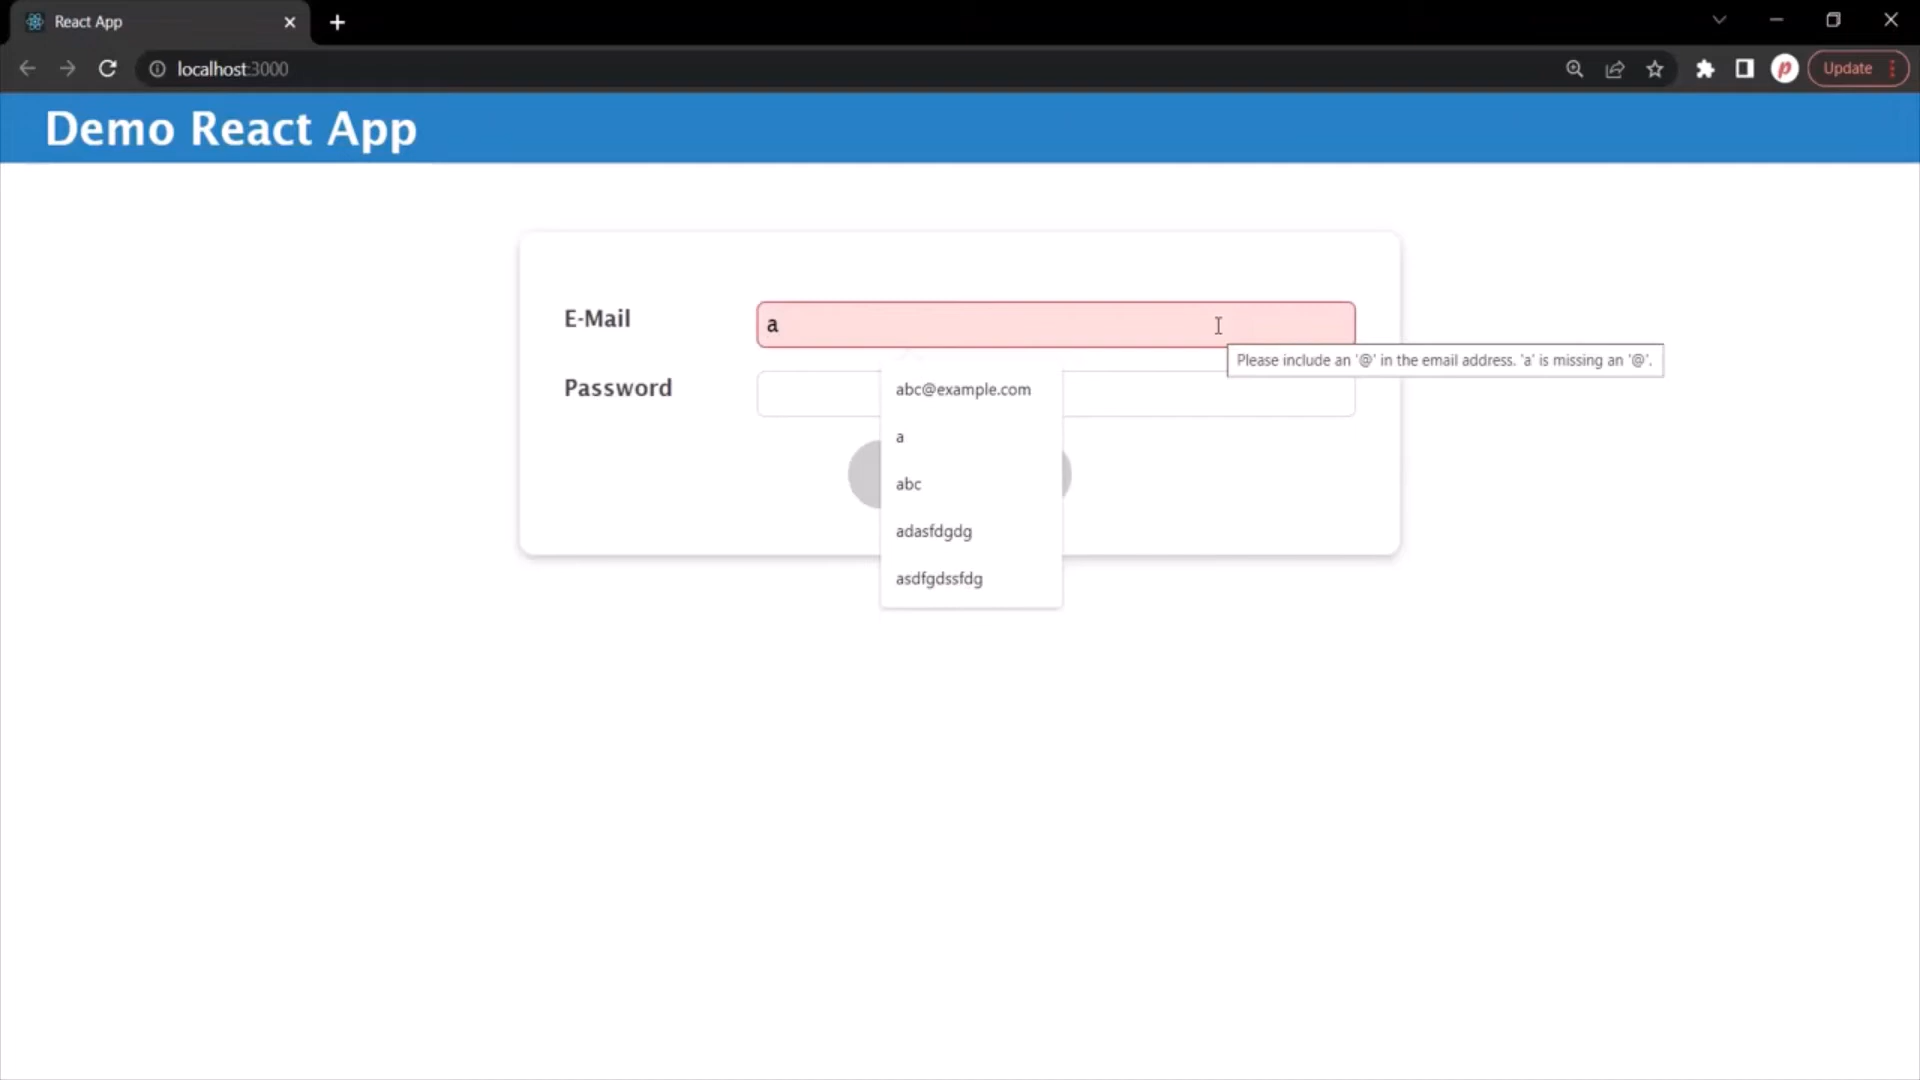 React App
localhost:3000
Update
Demo React App
E-Mail
a
Please include an '@' in the email address. 'a' is missing an '@'.
Password
abc@example.com
a
abc
adasfdgdg
asdfgdssfdg